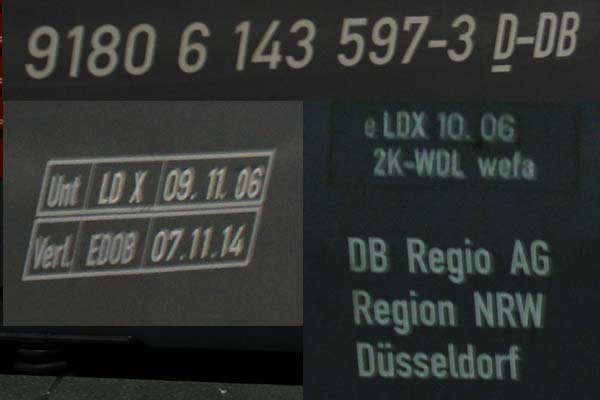 9180 6 143 597-3 D-DB
Unt LD X 09. 11. 06
Verl. EDOB 07.11.14
e LDX 10. 06
2K-WDL wefa
DB Regio AG
Region NRW
Düsseldorf